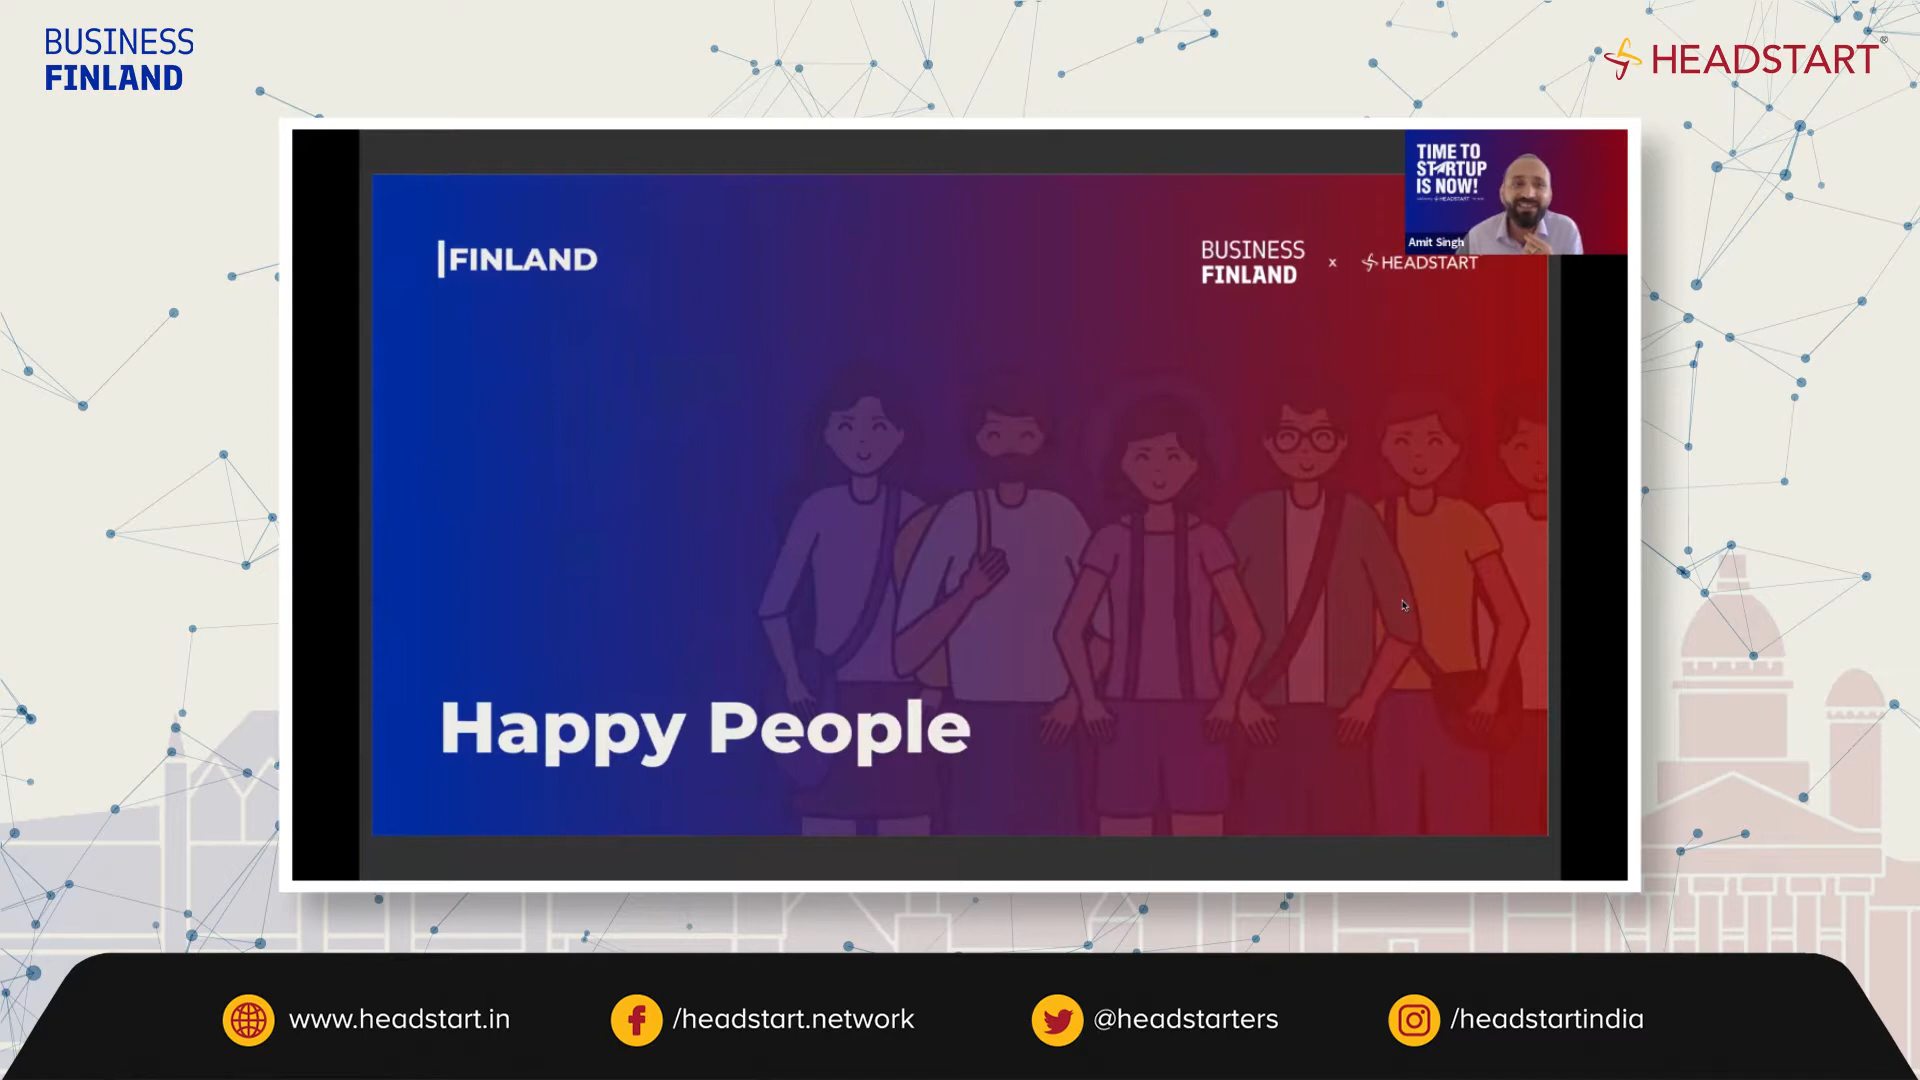 BUSINESS
FINLAND
HEADSTART®
TIME TO
STARTUP
IS NOW!
HEADSTART
Amit Singh
|FINLAND
BUSINESS
FINLAND
x
HEADSTART
Happy People
www.headstart.in
/headstart.network
@headstarters
/headstartindia